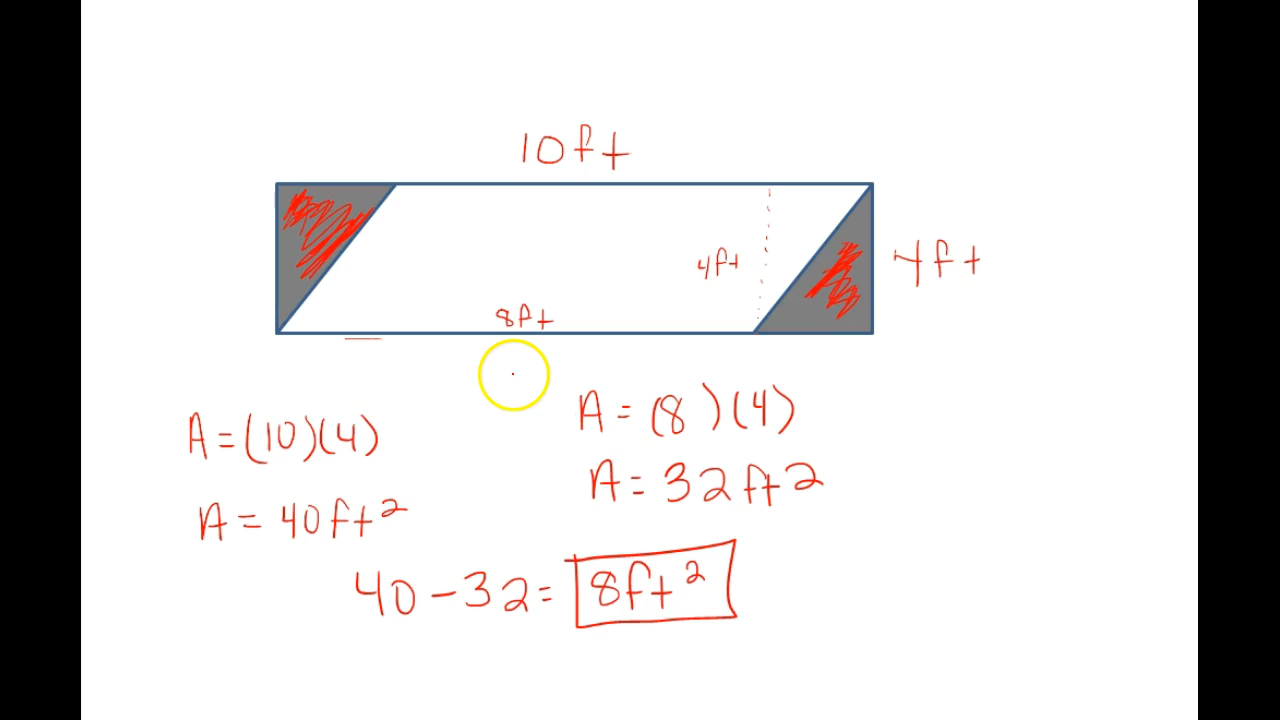 10ft
4ft
4ft
8ft
A = (10)(4)
A = (8)(4)
A = 40ft²
A = 32ft2
40 - 32 = 8ft²